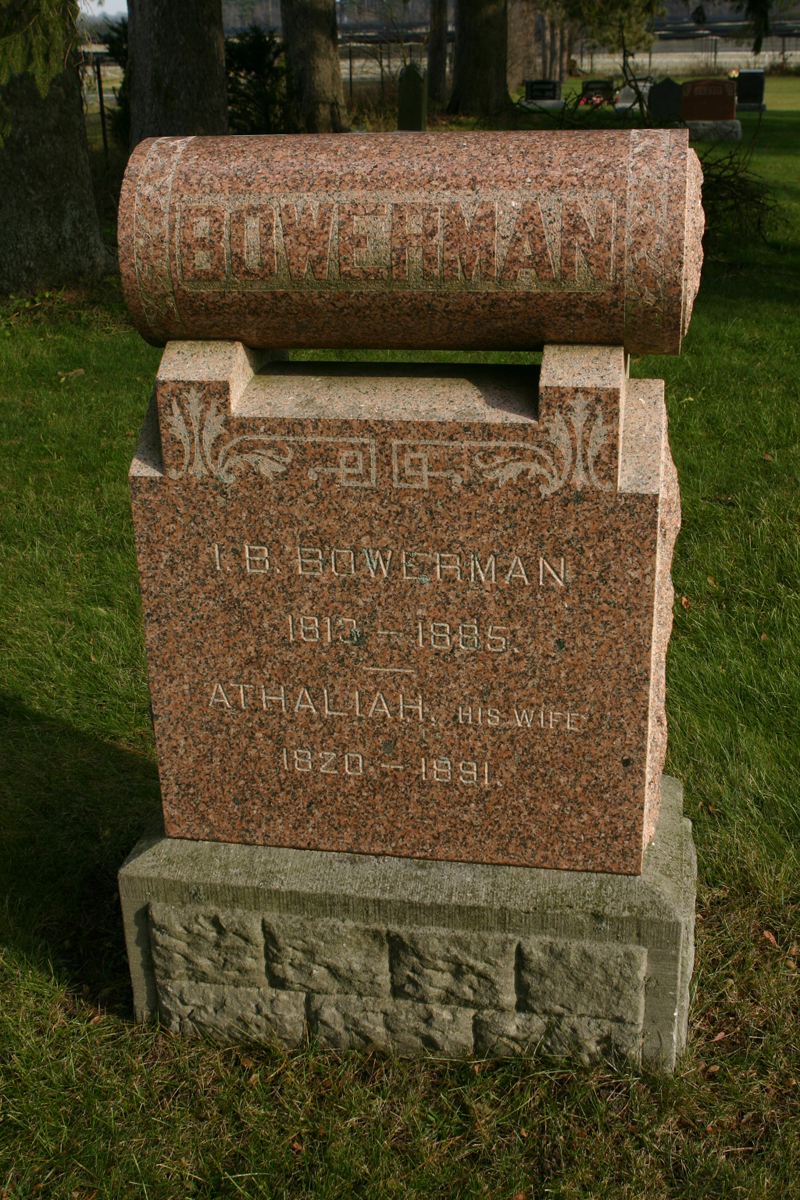 BOWERMAN
I. B. BOWERMAN
1813 – 1885.
ATHALIAH, HIS WIFE
1820 – 1891.